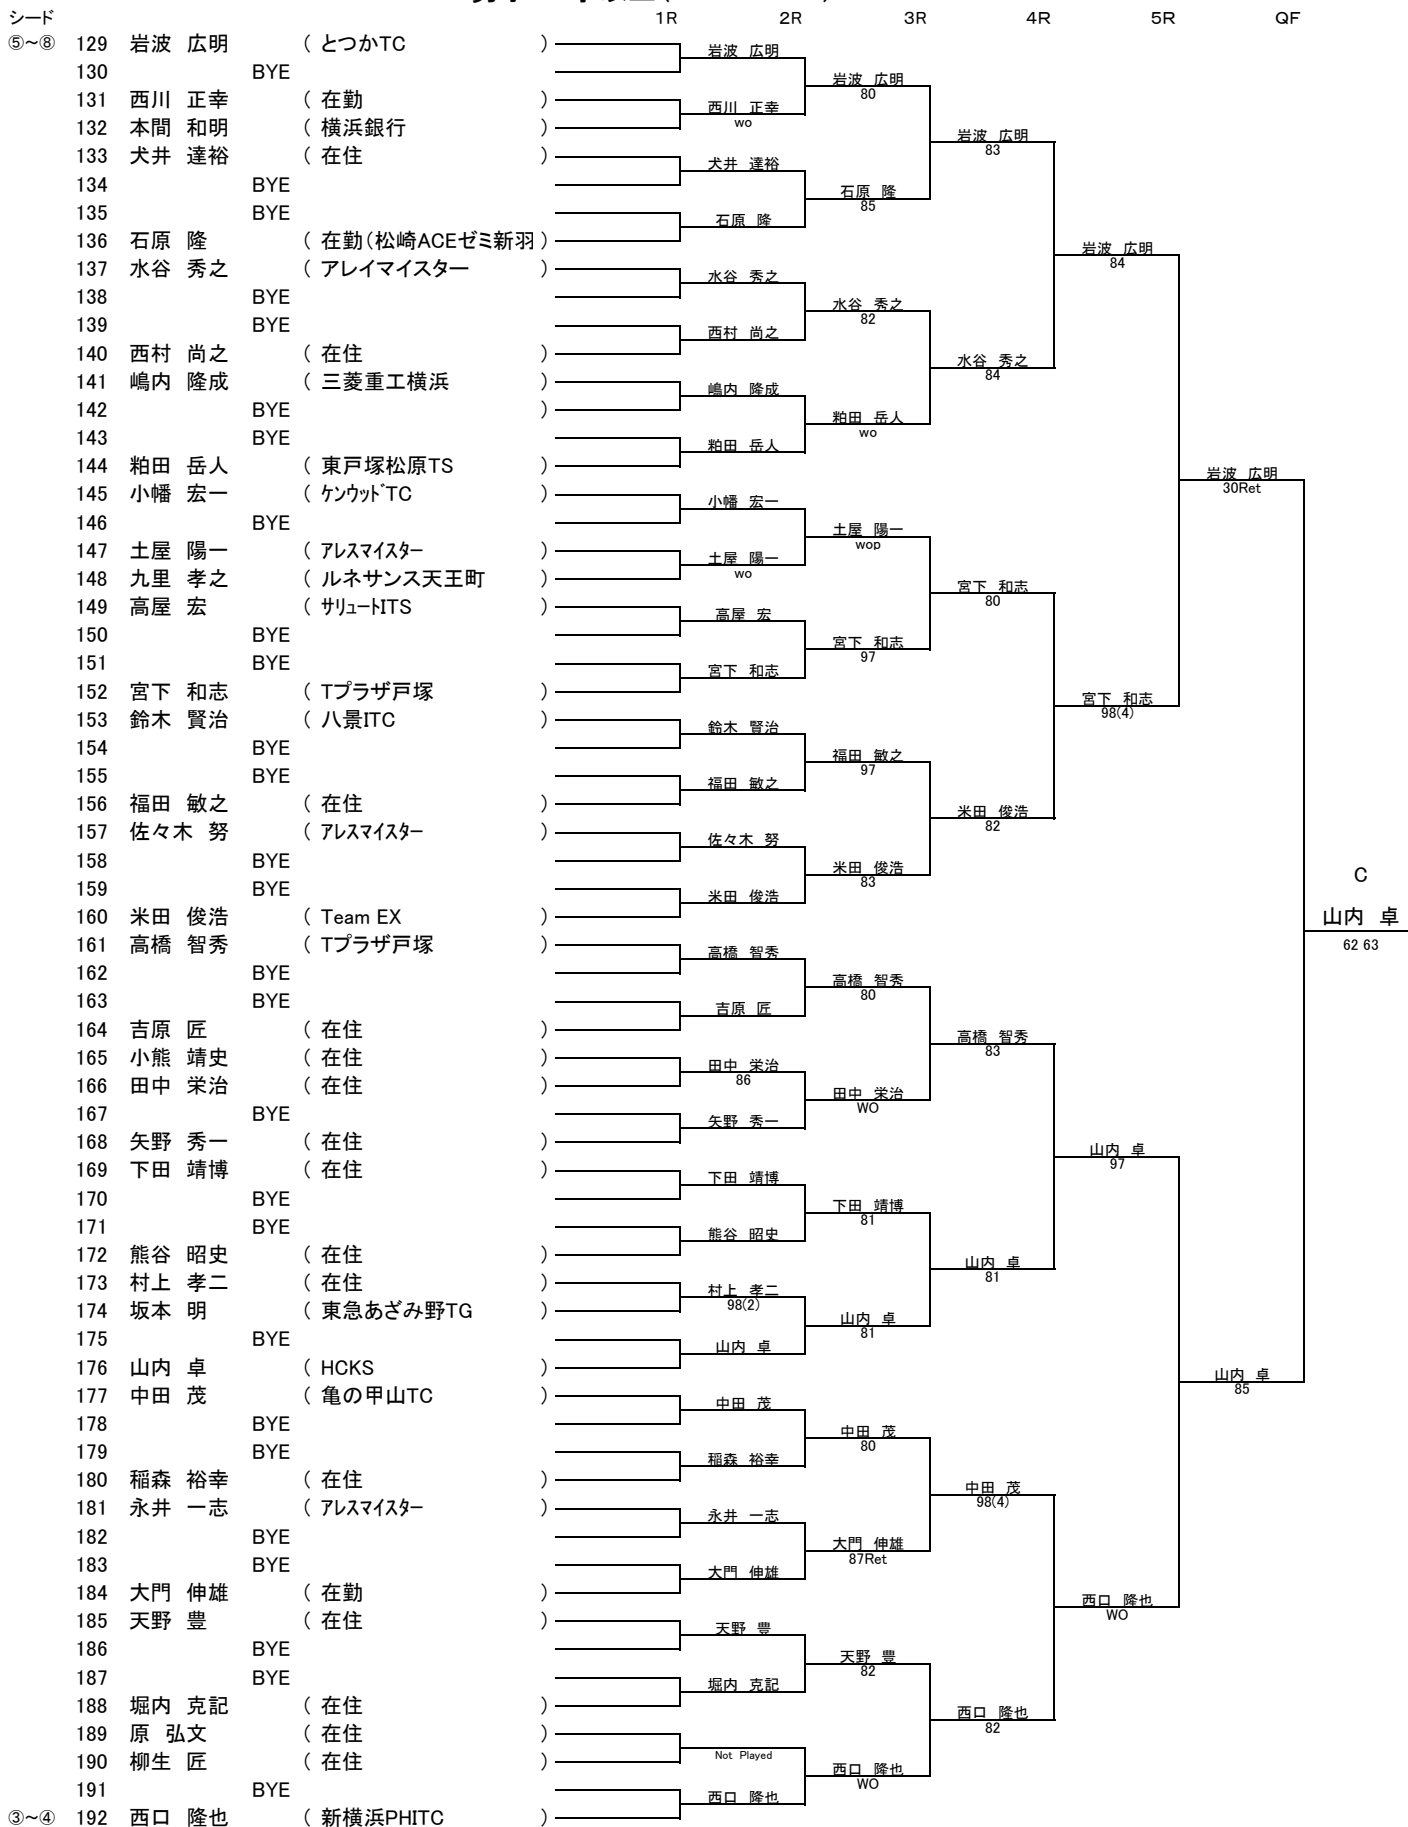 シード 1R 2R 3R 4R 5R QF
⑤～⑧ 129 岩波 広明 ( とつかTC )
130 BYE
131 西川 正幸 ( 在勤 )
132 本間 和明 ( 横浜銀行 )
133 犬井 達裕 ( 在住 )
134 BYE
135 BYE
136 石原 隆 ( 在勤(松崎ACEゼミ新羽 )
137 水谷 秀之 ( アレイマイスター )
138 BYE
139 BYE
140 西村 尚之 ( 在住 )
141 嶋内 隆成 ( 三菱重工横浜 )
142 BYE )
143 BYE
144 粕田 岳人 ( 東戸塚松原TS )
145 小幡 宏一 ( ケンウッドTC )
146 BYE
147 土屋 陽一 ( アレスマイスター )
148 九里 孝之 ( ルネサンス天王町 )
149 高屋 宏 ( サリュートITS )
150 BYE
151 BYE
152 宮下 和志 ( Tプラザ戸塚 )
153 鈴木 賢治 ( 八景ITC )
154 BYE
155 BYE
156 福田 敏之 ( 在住 )
157 佐々木 努 ( アレスマイスター )
158 BYE
159 BYE
160 米田 俊浩 ( Team EX )
161 高橋 智秀 ( Tプラザ戸塚 )
162 BYE
163 BYE
164 吉原 匠 ( 在住 )
165 小熊 靖史 ( 在住 )
166 田中 栄治 ( 在住 )
167 BYE
168 矢野 秀一 ( 在住 )
169 下田 靖博 ( 在住 )
170 BYE
171 BYE
172 熊谷 昭史 ( 在住 )
173 村上 孝二 ( 在住 )
174 坂本 明 ( 東急あざみ野TG )
175 BYE
176 山内 卓 ( HCKS )
177 中田 茂 ( 亀の甲山TC )
178 BYE
179 BYE
180 稲森 裕幸 ( 在住 )
181 永井 一志 ( アレスマイスター )
182 BYE
183 BYE
184 大門 伸雄 ( 在勤 )
185 天野 豊 ( 在住 )
186 BYE
187 BYE
188 堀内 克記 ( 在住 )
189 原 弘文 ( 在住 )
190 柳生 匠 ( 在住 )
191 BYE
③～④ 192 西口 隆也 ( 新横浜PHITC )
岩波 広明
西川 正幸
wo
犬井 達裕
石原 隆
水谷 秀之
西村 尚之
嶋内 隆成
粕田 岳人
小幡 宏一
土屋 陽一
wo
高屋 宏
宮下 和志
鈴木 賢治
福田 敏之
佐々木 努
米田 俊浩
高橋 智秀
吉原 匠
田中 栄治
86
矢野 秀一
下田 靖博
熊谷 昭史
村上 孝二
98(2)
山内 卓
中田 茂
稲森 裕幸
永井 一志
大門 伸雄
天野 豊
堀内 克記
Not Played
西口 隆也
岩波 広明
80
石原 隆
85
水谷 秀之
82
粕田 岳人
wo
土屋 陽一
wop
宮下 和志
97
福田 敏之
97
米田 俊浩
83
高橋 智秀
80
田中 栄治
WO
下田 靖博
81
山内 卓
81
中田 茂
80
大門 伸雄
87Ret
天野 豊
82
西口 隆也
WO
岩波 広明
83
水谷 秀之
84
宮下 和志
80
米田 俊浩
82
高橋 智秀
83
山内 卓
81
中田 茂
98(4)
西口 隆也
82
岩波 広明
84
宮下 和志
98(4)
山内 卓
97
西口 隆也
WO
岩波 広明
30Ret
山内 卓
85
C
山内 卓
62 63